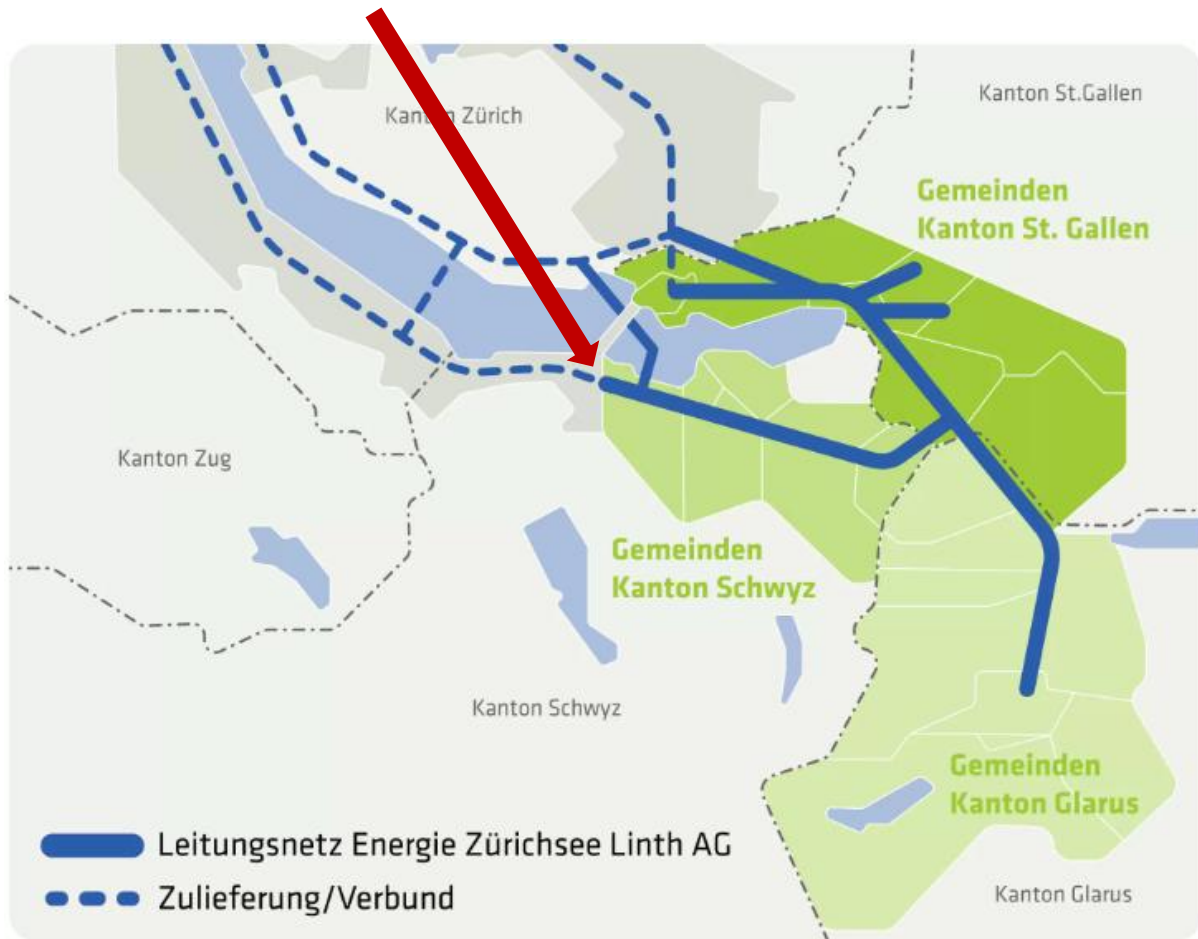 Kanton Zürich
Kanton St.Gallen
Gemeinden
Kanton St. Gallen
Kanton Zug
Gemeinden
Kanton Schwyz
Kanton Schwyz
Gemeinden
Kanton Glarus
Leitungsnetz Energie Zürichsee Linth AG
Zulieferung/Verbund
Kanton Glarus